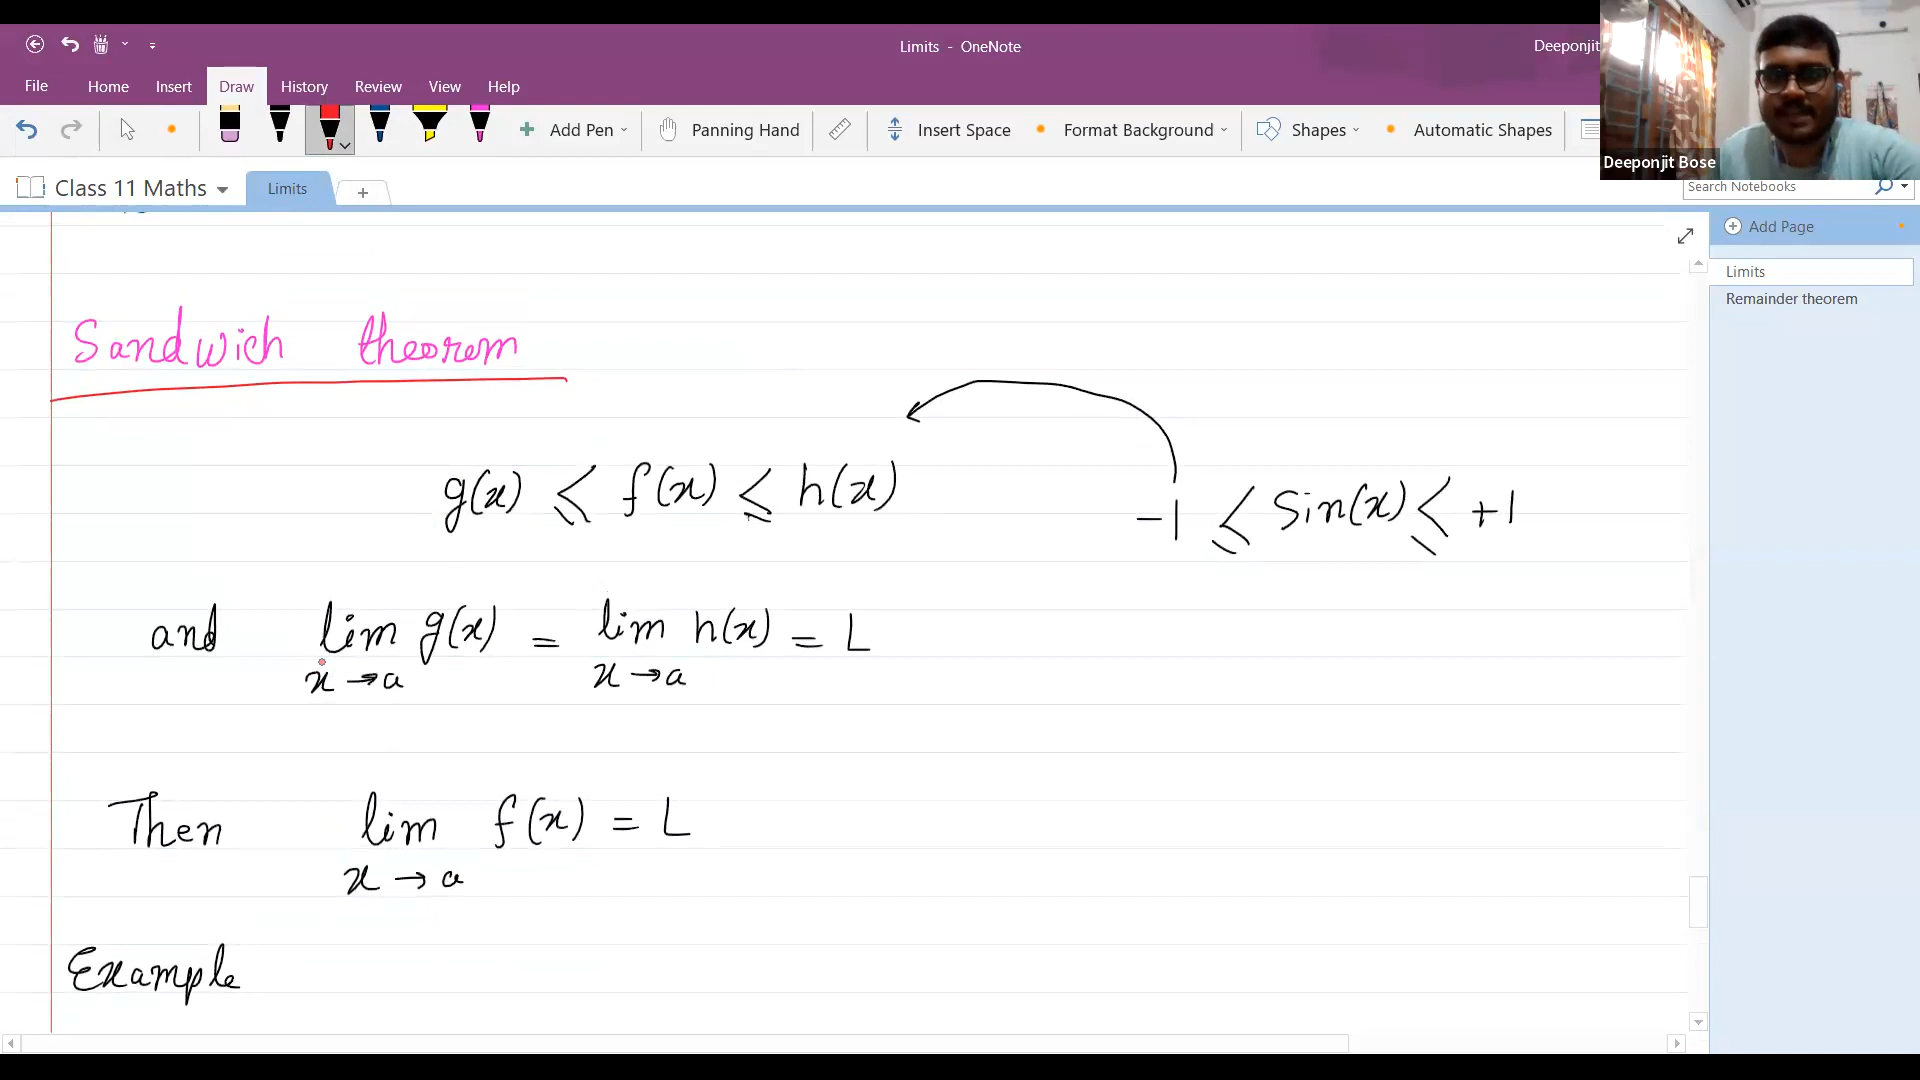 Limits - OneNote
Deeponjit
File Home Insert Draw History Review View Help
Add Pen Panning Hand Insert Space Format Background Shapes Automatic Shapes
Deeponjit Bose
Class 11 Maths Limits +
Search Notebooks
Add Page
Limits
Remainder theorem
Sandwich theorem
g(x) ≤ f(x) ≤ h(x)
-1 ≤ Sin(x) ≤ +1
and lim g(x) = lim h(x) = L
x → a x → a
Then lim f(x) = L
x → a
Example